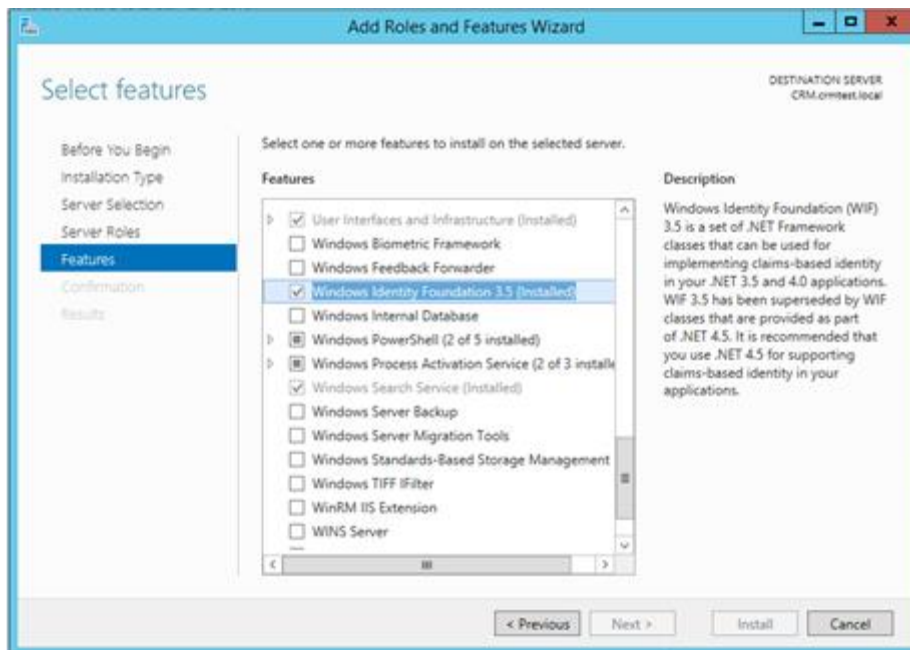 Add Roles and Features Wizard
Select features
DESTINATION SERVER
CRM.crmtest.local
Before You Begin
Installation Type
Server Selection
Server Roles
Features
Confirmation
Results
Select one or more features to install on the selected server.
Features
User Interfaces and Infrastructure (Installed)
Windows Biometric Framework
Windows Feedback Forwarder
Windows Identity Foundation 3.5 (Installed)
Windows Internal Database
Windows PowerShell (2 of 5 installed)
Windows Process Activation Service (2 of 3 installe
Windows Search Service (Installed)
Windows Server Backup
Windows Server Migration Tools
Windows Standards-Based Storage Management
Windows TIFF IFilter
WinRM IIS Extension
WINS Server
Description
Windows Identity Foundation (WIF)
3.5 is a set of .NET Framework
classes that can be used for
implementing claims-based identity
in your .NET 3.5 and 4.0 applications.
WIF 3.5 has been superseded by WIF
classes that are provided as part
of .NET 4.5. It is recommended that
you use .NET 4.5 for supporting
claims-based identity in your
applications.
< Previous
Next >
Install
Cancel